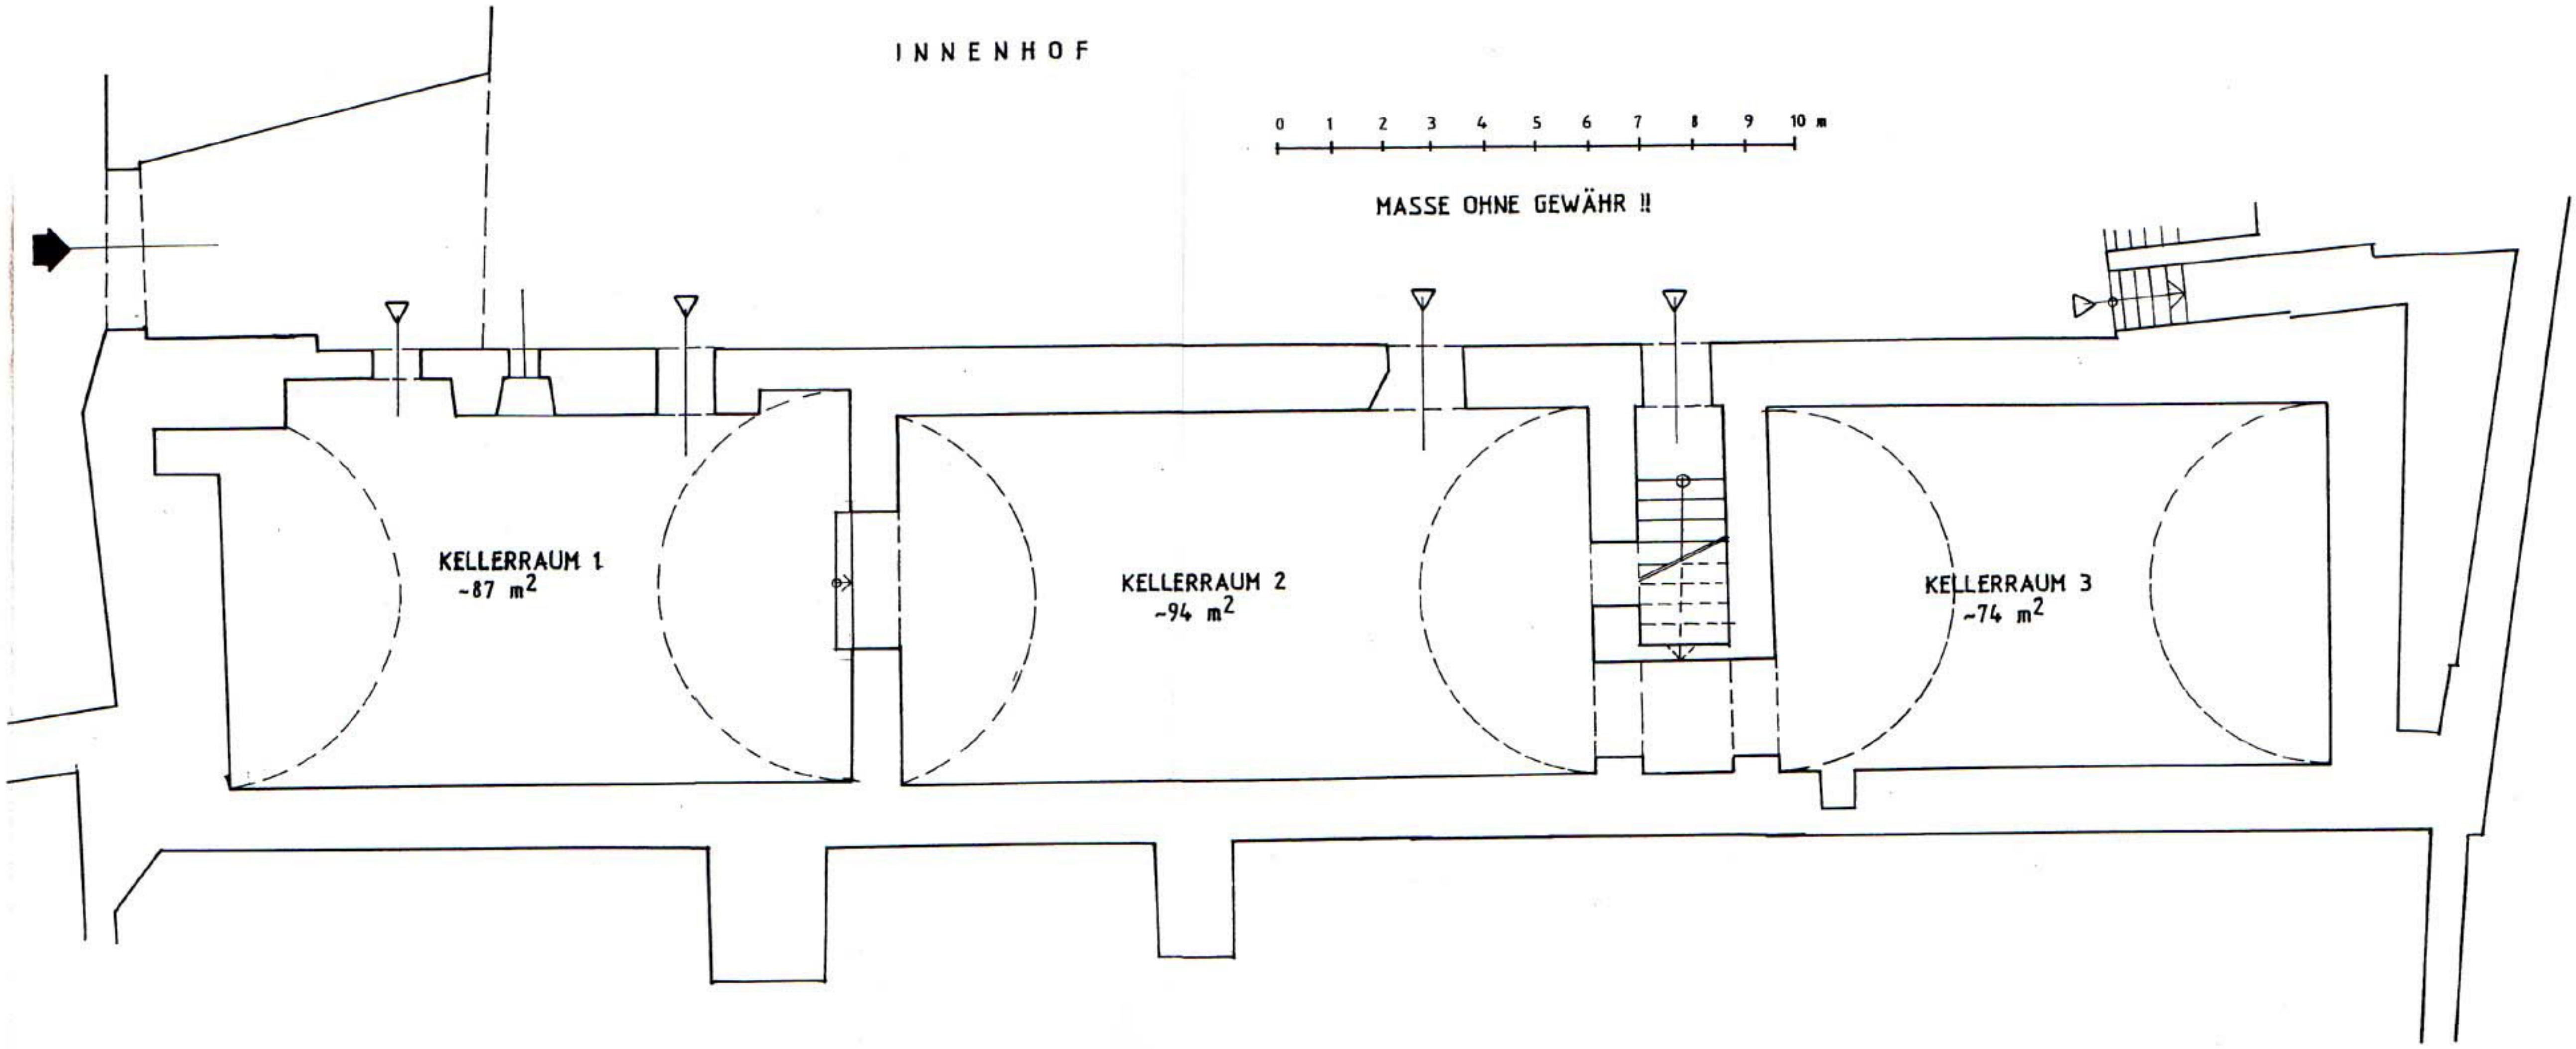 INNENHOF
0 1 2 3 4 5 6 7 8 9 10 m
MASSE OHNE GEWÄHR !!
KELLERRAUM 1
~87 m²
KELLERRAUM 2
~94 m²
KELLERRAUM 3
~74 m²